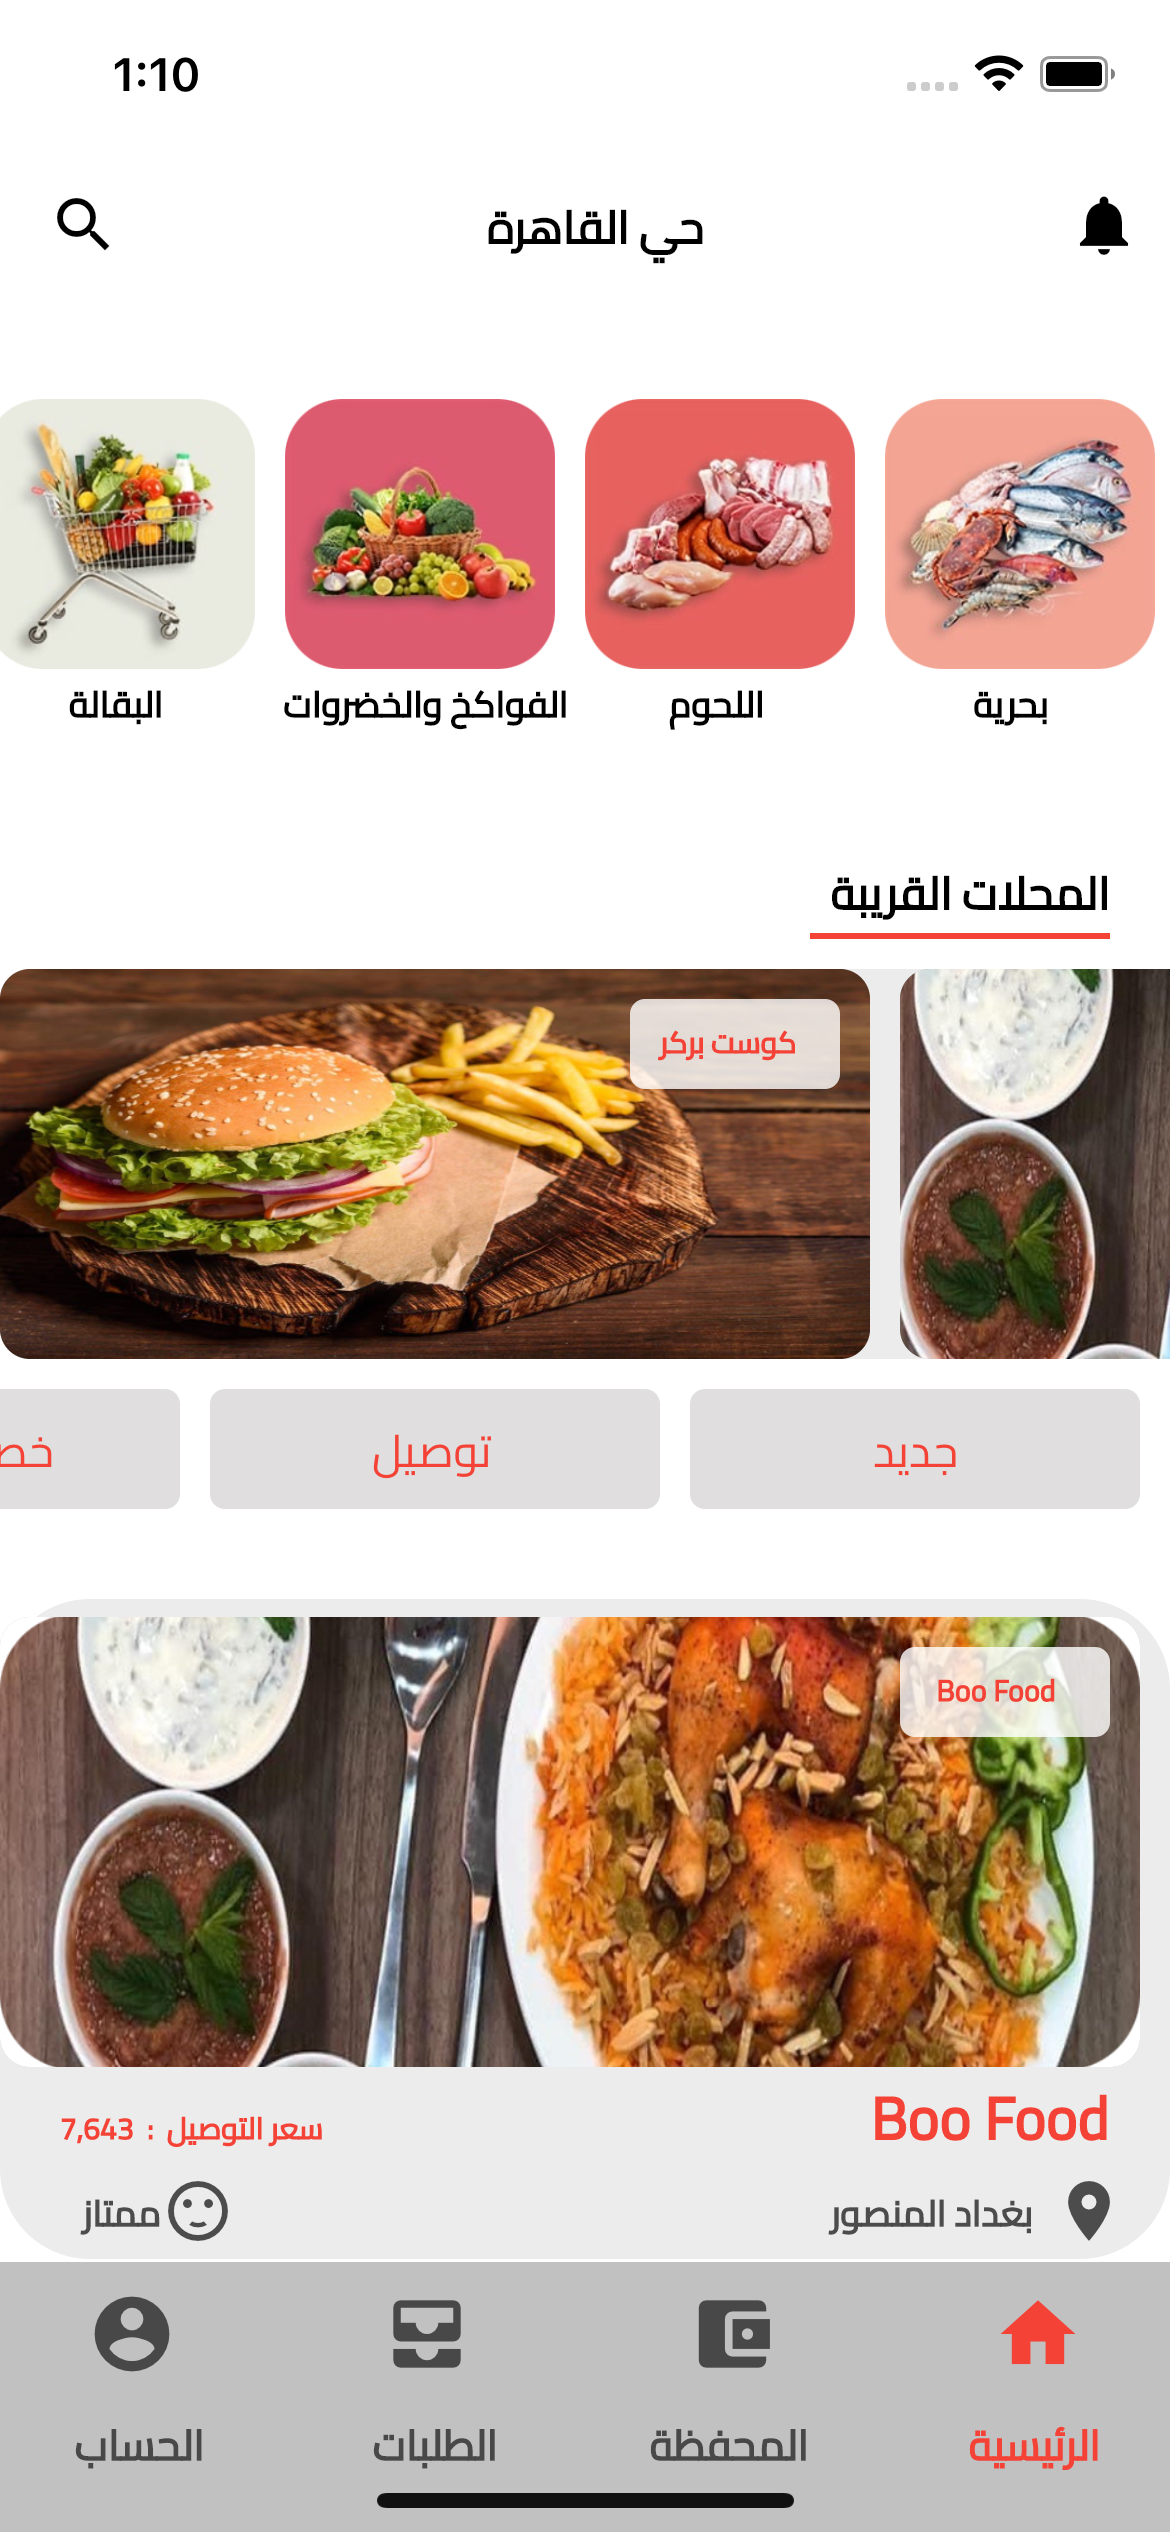 1:10
حي القاهرة
بحرية
اللحوم
الفواكخ والخضروات
البقالة
المحلات القريبة
كوست بركر
جديد
توصيل
خص
Boo Food
Boo Food
سعر التوصيل : 7,643
بغداد المنصور
ممتاز
الرئيسية
المحفظة
الطلبات
الحساب